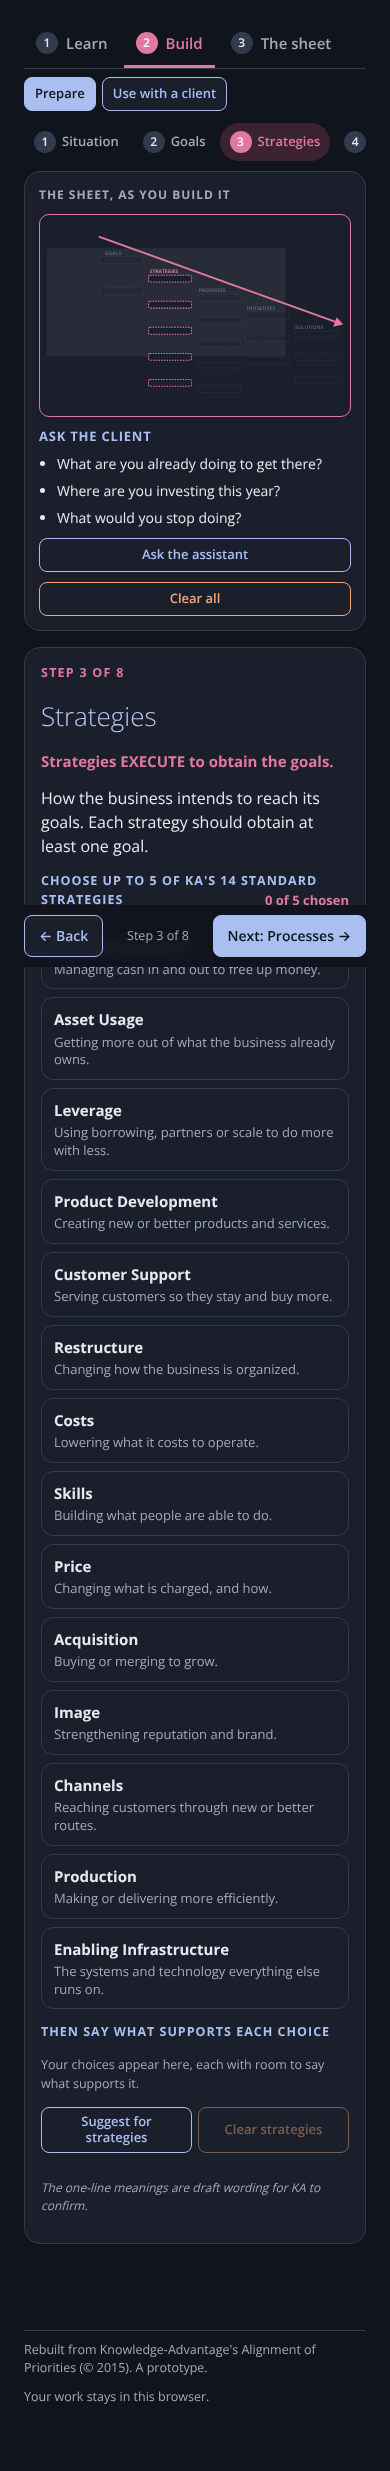 1 Learn 2 Build 3 The sheet
Prepare Use with a client
1 Situation 2 Goals 3 Strategies 4
THE SHEET, AS YOU BUILD IT
GOALS
STRATEGIES
PROCESSES
INITIATIVES
SOLUTIONS
ASK THE CLIENT
• What are you already doing to get there?
• Where are you investing this year?
• What would you stop doing?
Ask the assistant
Clear all
STEP 3 OF 8
Strategies
Strategies EXECUTE to obtain the goals.
How the business intends to reach its
goals. Each strategy should obtain at
least one goal.
CHOOSE UP TO 5 OF KA'S 14 STANDARD
STRATEGIES 0 of 5 chosen
← Back Step 3 of 8 Next: Processes →
Managing cash in and out to free up money.
Asset Usage
Getting more out of what the business already
owns.
Leverage
Using borrowing, partners or scale to do more
with less.
Product Development
Creating new or better products and services.
Customer Support
Serving customers so they stay and buy more.
Restructure
Changing how the business is organized.
Costs
Lowering what it costs to operate.
Skills
Building what people are able to do.
Price
Changing what is charged, and how.
Acquisition
Buying or merging to grow.
Image
Strengthening reputation and brand.
Channels
Reaching customers through new or better
routes.
Production
Making or delivering more efficiently.
Enabling Infrastructure
The systems and technology everything else
runs on.
THEN SAY WHAT SUPPORTS EACH CHOICE
Your choices appear here, each with room to say
what supports it.
Suggest for
strategies
Clear strategies
The one-line meanings are draft wording for KA to
confirm.
Rebuilt from Knowledge-Advantage's Alignment of
Priorities (© 2015). A prototype.
Your work stays in this browser.